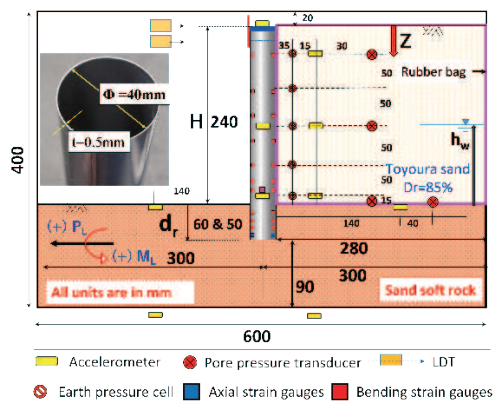 20
35 15 30
Z
50
Rubber bag
Φ =40mm
t=0.5mm
H 240
50
400
50
hw
Toyoura sand
Dr=85%
50
140
15
dr 60 & 50
140 40
(+) PL
(+) ML
280
300
300
90
All units are in mm
Sand soft rock
600
Accelerometer
Pore pressure transducer
LDT
Earth pressure cell
Axial strain gauges
Bending strain gauges